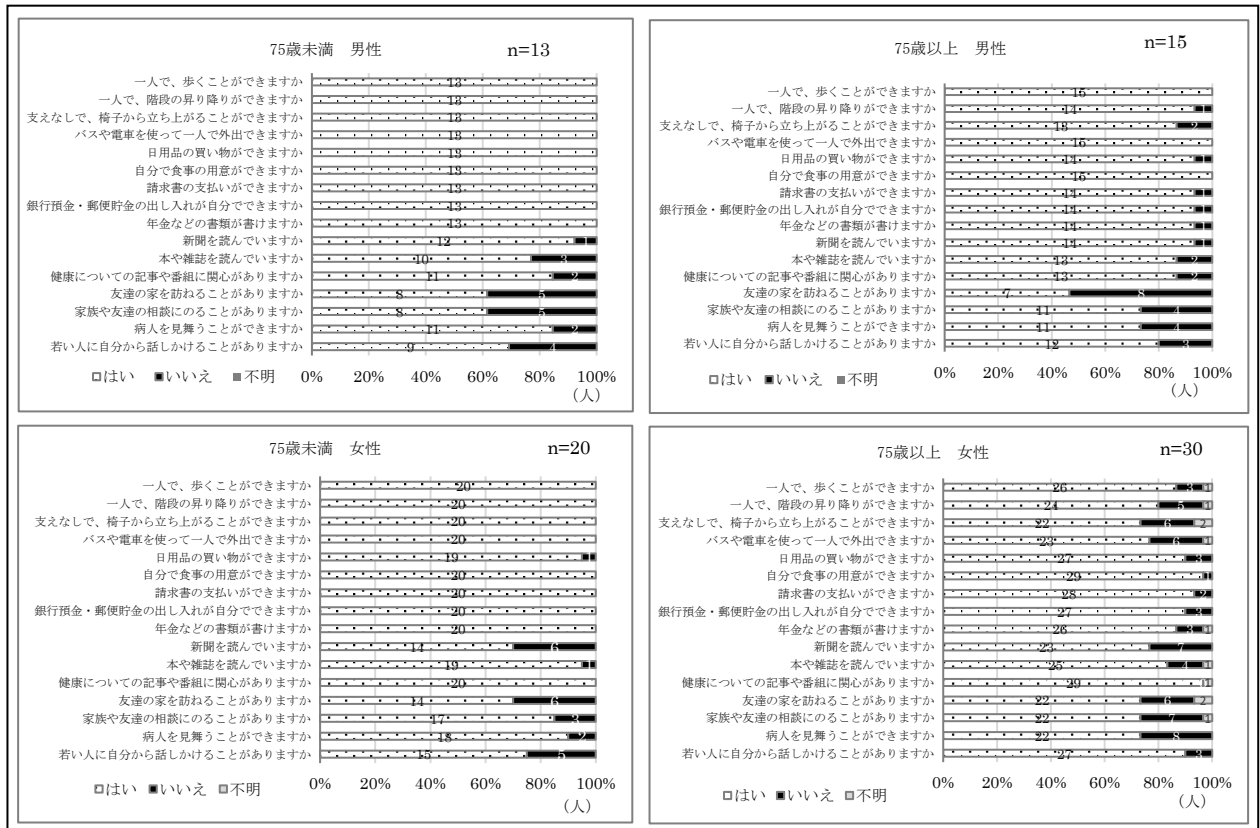 75歳未満 男性 n=13
一人で、歩くことができますか 13
一人で、階段の昇り降りができますか 13
支えなしで、椅子から立ち上がることができますか 13
バスや電車を使って一人で外出できますか 13
日用品の買い物ができますか 13
自分で食事の用意ができますか 13
請求書の支払いができますか 13
銀行預金・郵便貯金の出し入れが自分でできますか 13
年金などの書類が書けますか 13
新聞を読んでいますか 12
本や雑誌を読んでいますか 10 3
健康についての記事や番組に関心がありますか 11 2
友達の家を訪ねることがありますか 8 5
家族や友達の相談にのることがありますか 8 5
病人を見舞うことができますか 11 2
若い人に自分から話しかけることがありますか 9 4
はい いいえ 不明 0% 20% 40% 60% 80% 100%
(人)
75歳以上 男性 n=15
一人で、歩くことができますか 15
一人で、階段の昇り降りができますか 14
支えなしで、椅子から立ち上がることができますか 13 2
バスや電車を使って一人で外出できますか 15
日用品の買い物ができますか 14
自分で食事の用意ができますか 15
請求書の支払いができますか 14
銀行預金・郵便貯金の出し入れが自分でできますか 14
年金などの書類が書けますか 14
新聞を読んでいますか 14
本や雑誌を読んでいますか 13 2
健康についての記事や番組に関心がありますか 13 2
友達の家を訪ねることがありますか 7 8
家族や友達の相談にのることがありますか 11 4
病人を見舞うことができますか 11 4
若い人に自分から話しかけることがありますか 12 3
はい いいえ 不明 0% 20% 40% 60% 80% 100%
(人)
75歳未満 女性 n=20
一人で、歩くことができますか 20
一人で、階段の昇り降りができますか 20
支えなしで、椅子から立ち上がることができますか 20
バスや電車を使って一人で外出できますか 20
日用品の買い物ができますか 19
自分で食事の用意ができますか 20
請求書の支払いができますか 20
銀行預金・郵便貯金の出し入れが自分でできますか 20
年金などの書類が書けますか 20
新聞を読んでいますか 14 6
本や雑誌を読んでいますか 19
健康についての記事や番組に関心がありますか 20
友達の家を訪ねることがありますか 14 6
家族や友達の相談にのることがありますか 17 3
病人を見舞うことができますか 18 2
若い人に自分から話しかけることがありますか 15 5
0% 20% 40% 60% 80% 100%
はい いいえ 不明 (人)
75歳以上 女性 n=30
一人で、歩くことができますか 26 3 1
一人で、階段の昇り降りができますか 24 5 1
支えなしで、椅子から立ち上がることができますか 22 6 2
バスや電車を使って一人で外出できますか 23 6 1
日用品の買い物ができますか 27 3
自分で食事の用意ができますか 29
請求書の支払いができますか 28 2
銀行預金・郵便貯金の出し入れが自分でできますか 27 3
年金などの書類が書けますか 26 3 1
新聞を読んでいますか 23 7
本や雑誌を読んでいますか 25 4 1
健康についての記事や番組に関心がありますか 29 1
友達の家を訪ねることがありますか 22 6 2
家族や友達の相談にのることがありますか 22 7 1
病人を見舞うことができますか 22 8
若い人に自分から話しかけることがありますか 27 3
0% 20% 40% 60% 80% 100%
はい いいえ 不明 (人)